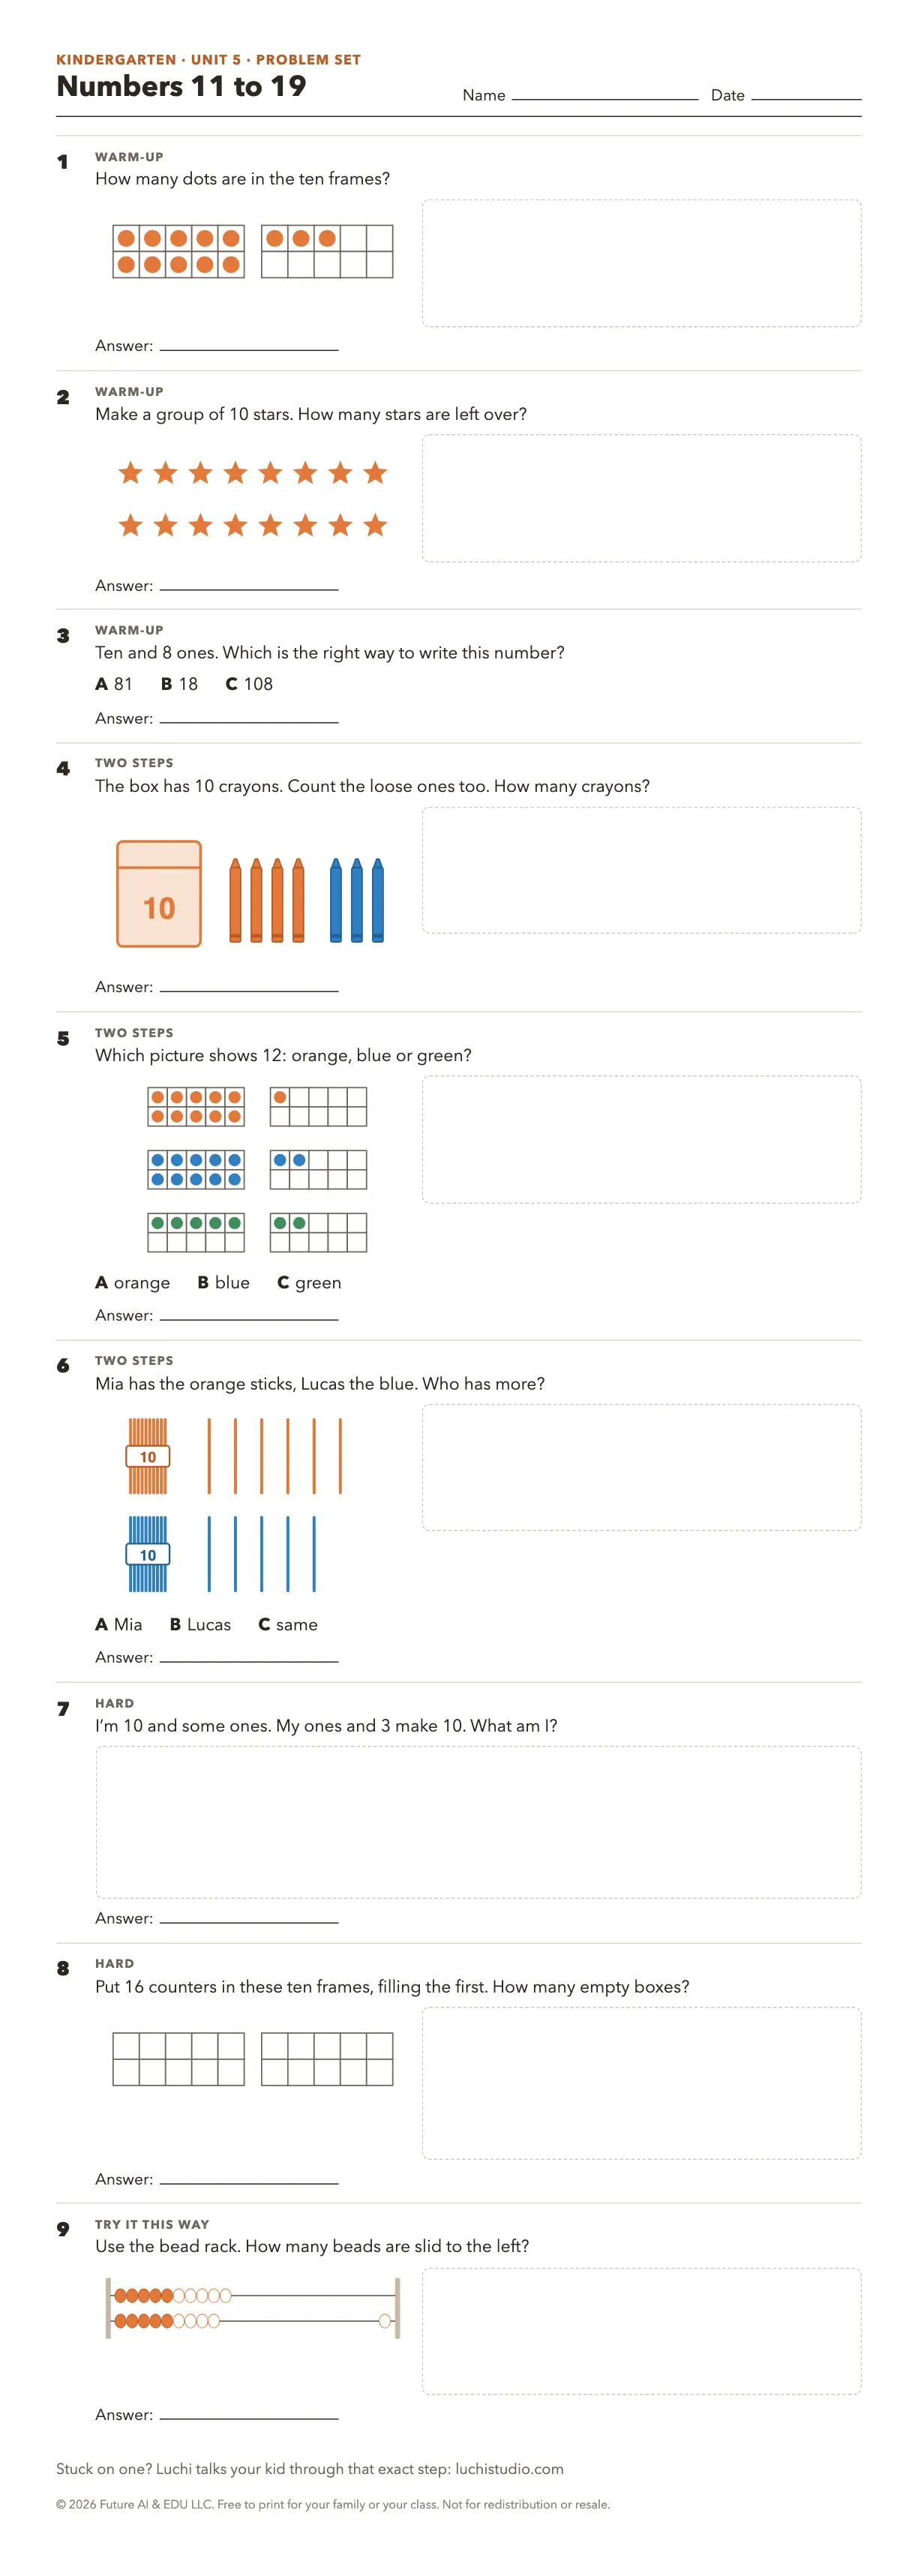 KINDERGARTEN · UNIT 5 · PROBLEM SET
Numbers 11 to 19
Name Date
1
WARM-UP
How many dots are in the ten frames?
Answer:
2
WARM-UP
Make a group of 10 stars. How many stars are left over?
Answer:
3
WARM-UP
Ten and 8 ones. Which is the right way to write this number?
A 81 B 18 C 108
Answer:
4
TWO STEPS
The box has 10 crayons. Count the loose ones too. How many crayons?
10
Answer:
5
TWO STEPS
Which picture shows 12: orange, blue or green?
A orange B blue C green
Answer:
6
TWO STEPS
Mia has the orange sticks, Lucas the blue. Who has more?
10
10
A Mia B Lucas C same
Answer:
7
HARD
I’m 10 and some ones. My ones and 3 make 10. What am I?
Answer:
8
HARD
Put 16 counters in these ten frames, filling the first. How many empty boxes?
Answer:
9
TRY IT THIS WAY
Use the bead rack. How many beads are slid to the left?
Answer:
Stuck on one? Luchi talks your kid through that exact step: luchistudio.com
© 2026 Future AI & EDU LLC. Free to print for your family or your class. Not for redistribution or resale.